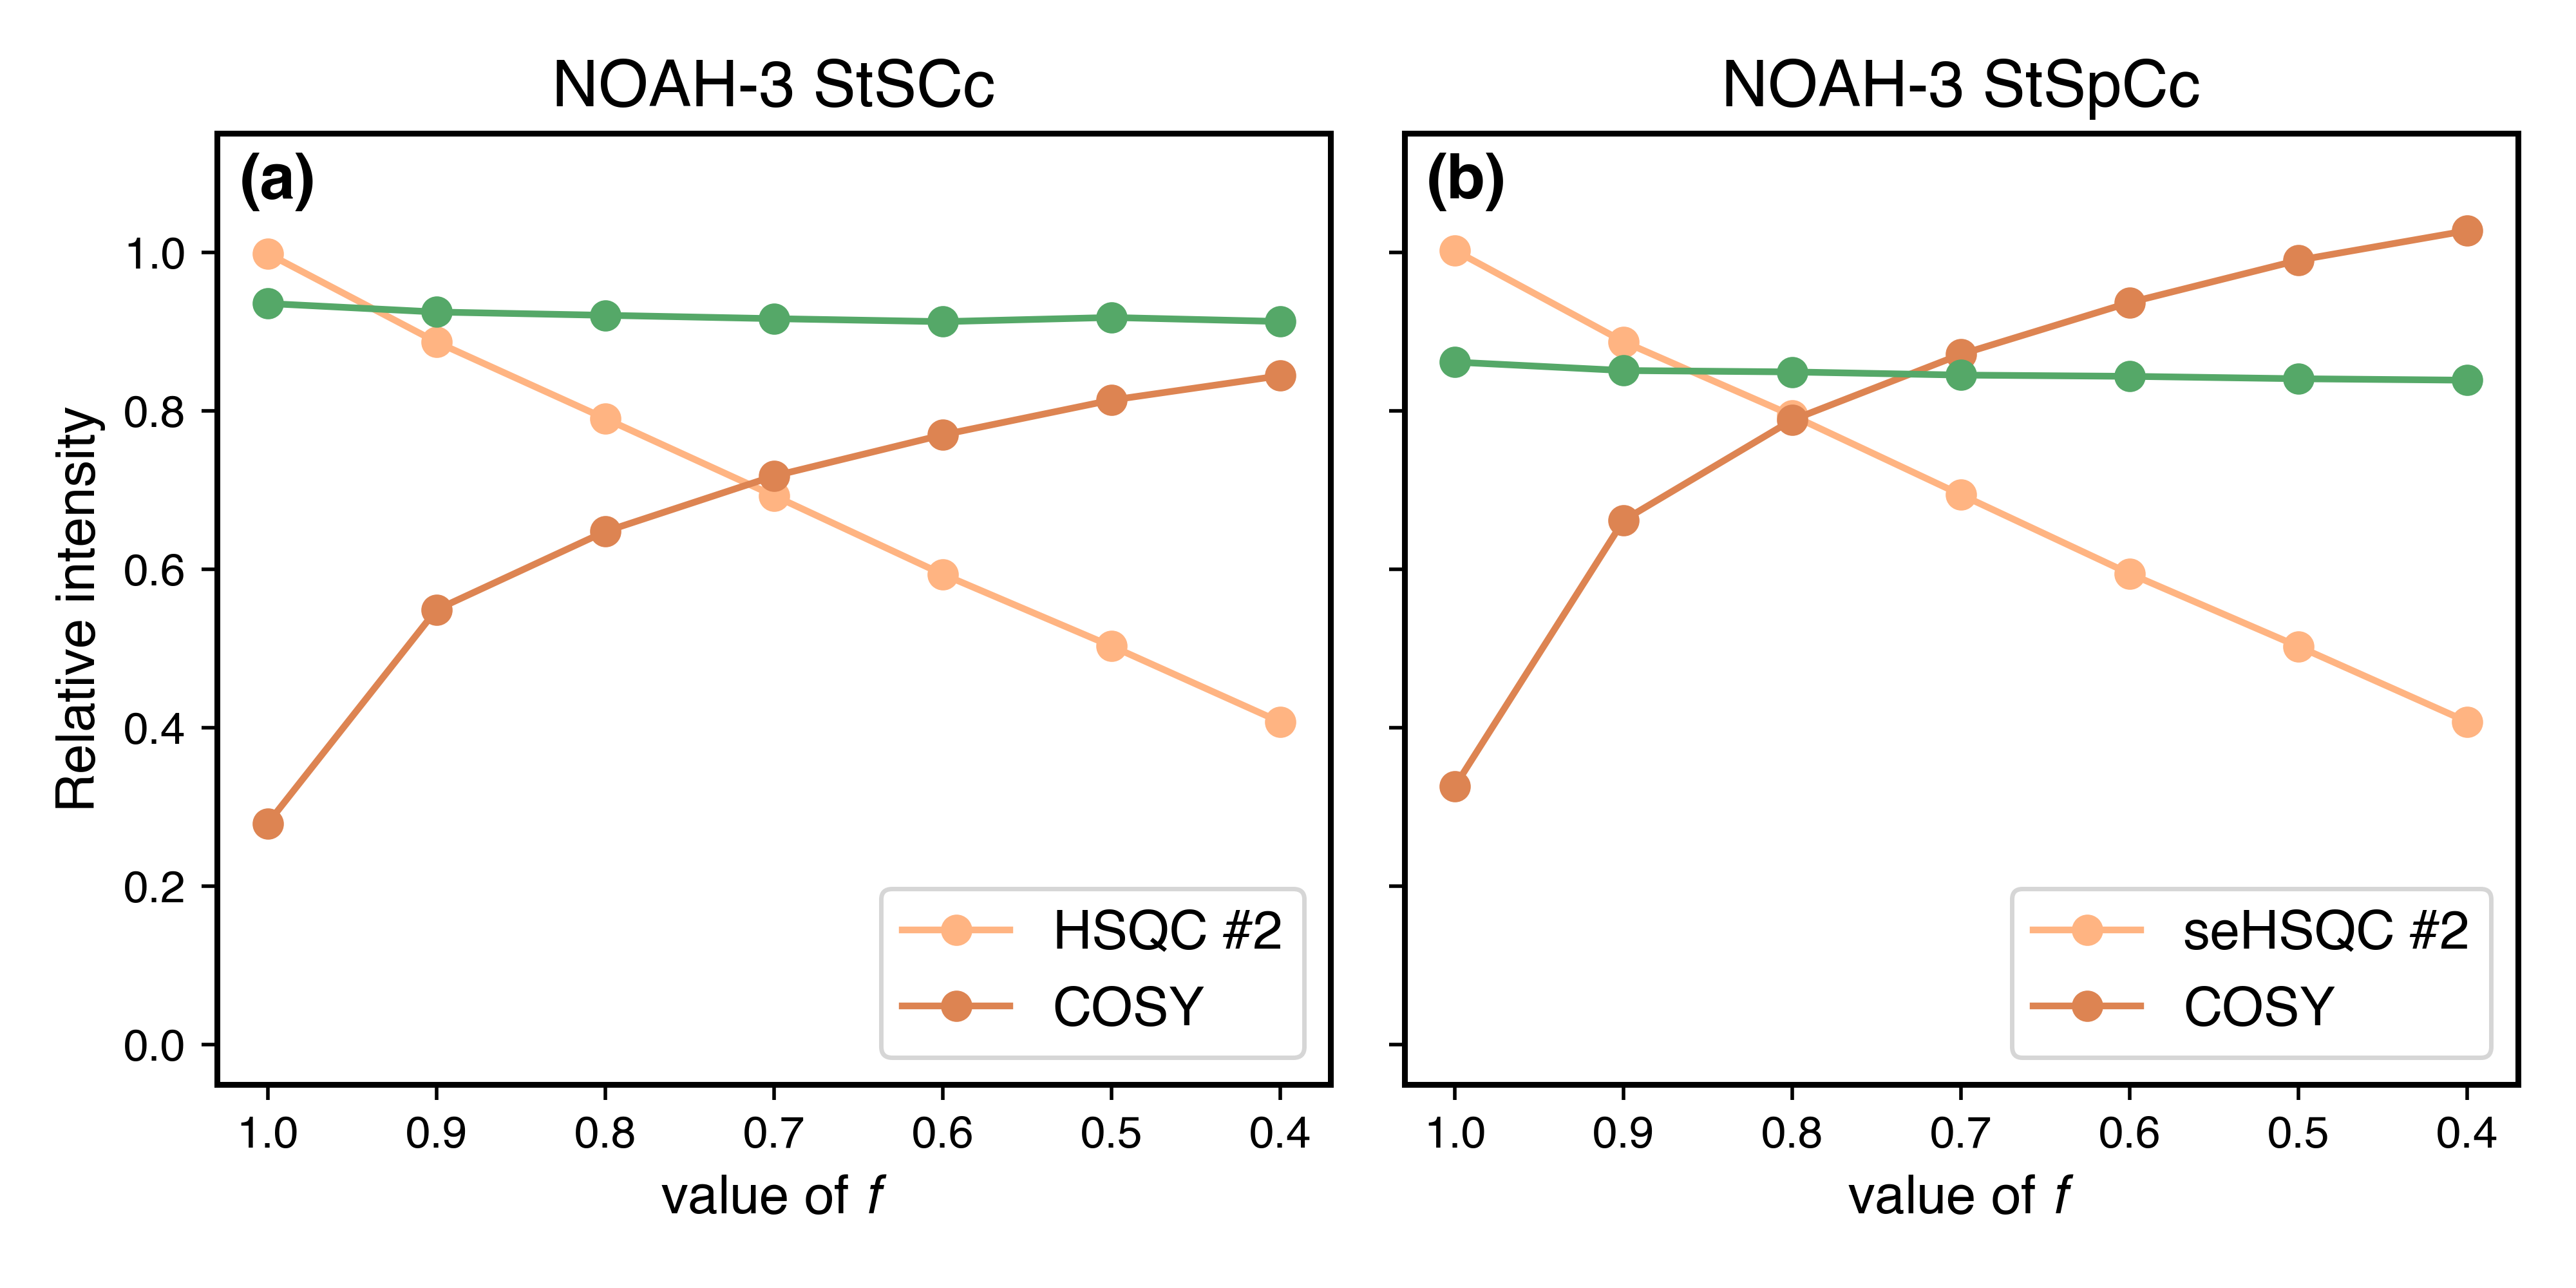 NOAH-3 StSCc
(a)
1.0
0.8
0.6
0.4
0.2
0.0
Relative intensity
HSQC #2
COSY
1.0 0.9 0.8 0.7 0.6 0.5 0.4
value of f
NOAH-3 StSpCc
(b)
seHSQC #2
COSY
1.0 0.9 0.8 0.7 0.6 0.5 0.4
value of f